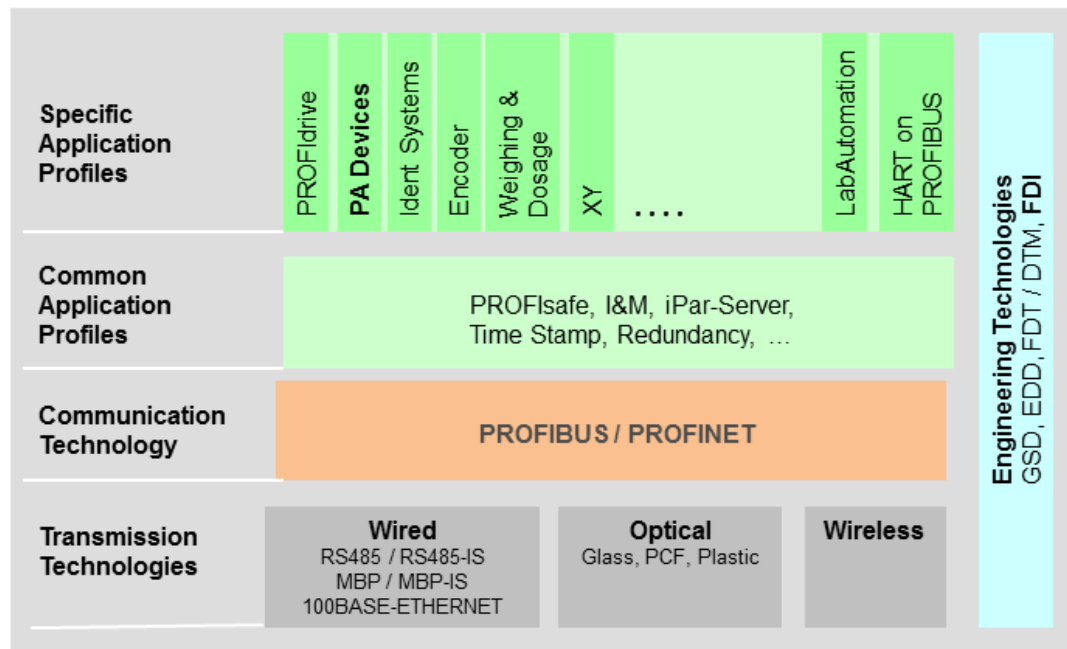 Specific
Application
Profiles
PROFIdrive
PA Devices
Ident Systems
Encoder
Weighing &
Dosage
XY
....
LabAutomation
HART on
PROFIBUS
Common
Application
Profiles
PROFIsafe, I&M, iPar-Server,
Time Stamp, Redundancy, ...
Communication
Technology
PROFIBUS / PROFINET
Transmission
Technologies
Wired
RS485 / RS485-IS
MBP / MBP-IS
100BASE-ETHERNET
Optical
Glass, PCF, Plastic
Wireless
Engineering Technologies
GSD, EDD, FDT / DTM, FDI